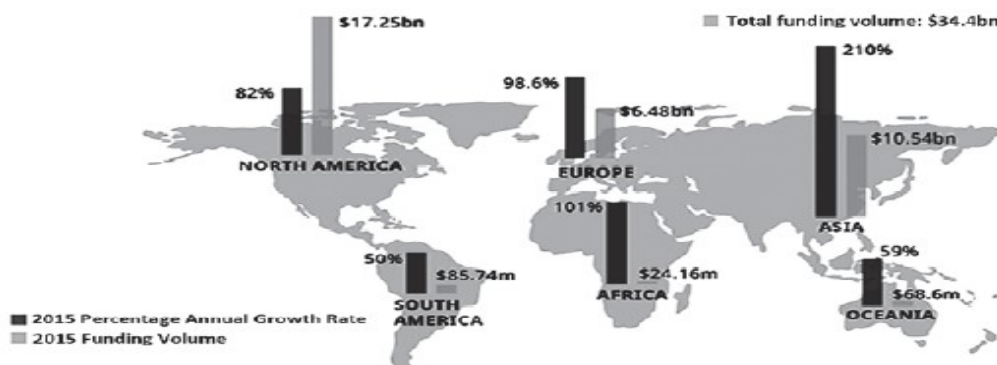 $17.25bn
Total funding volume: $34.4bn
210%
98.6%
82%
$6.48bn
$10.54bn
NORTH AMERICA
EUROPE
101%
ASIA
50%
59%
$85.74m
$24.16m
$68.6m
SOUTH
AMERICA
AFRICA
OCEANIA
2015 Percentage Annual Growth Rate
2015 Funding Volume